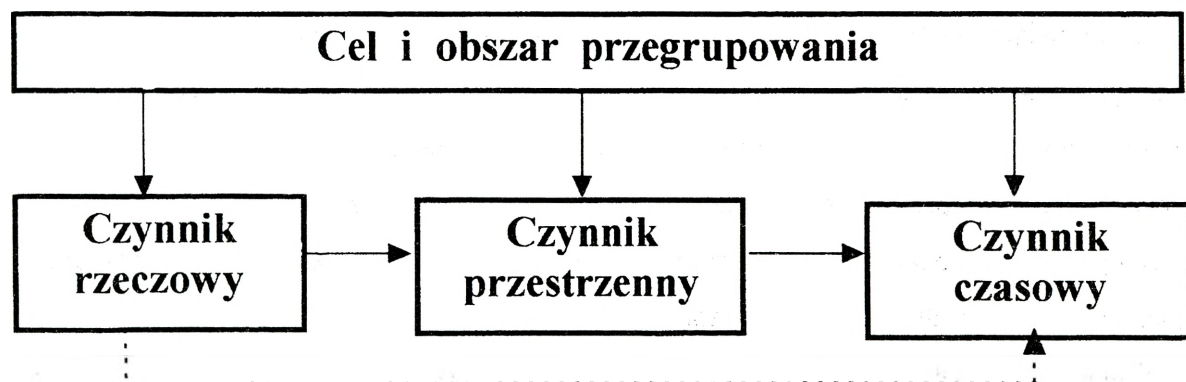 Cel i obszar przegrupowania
Czynnik
rzeczowy
Czynnik
przestrzenny
Czynnik
czasowy